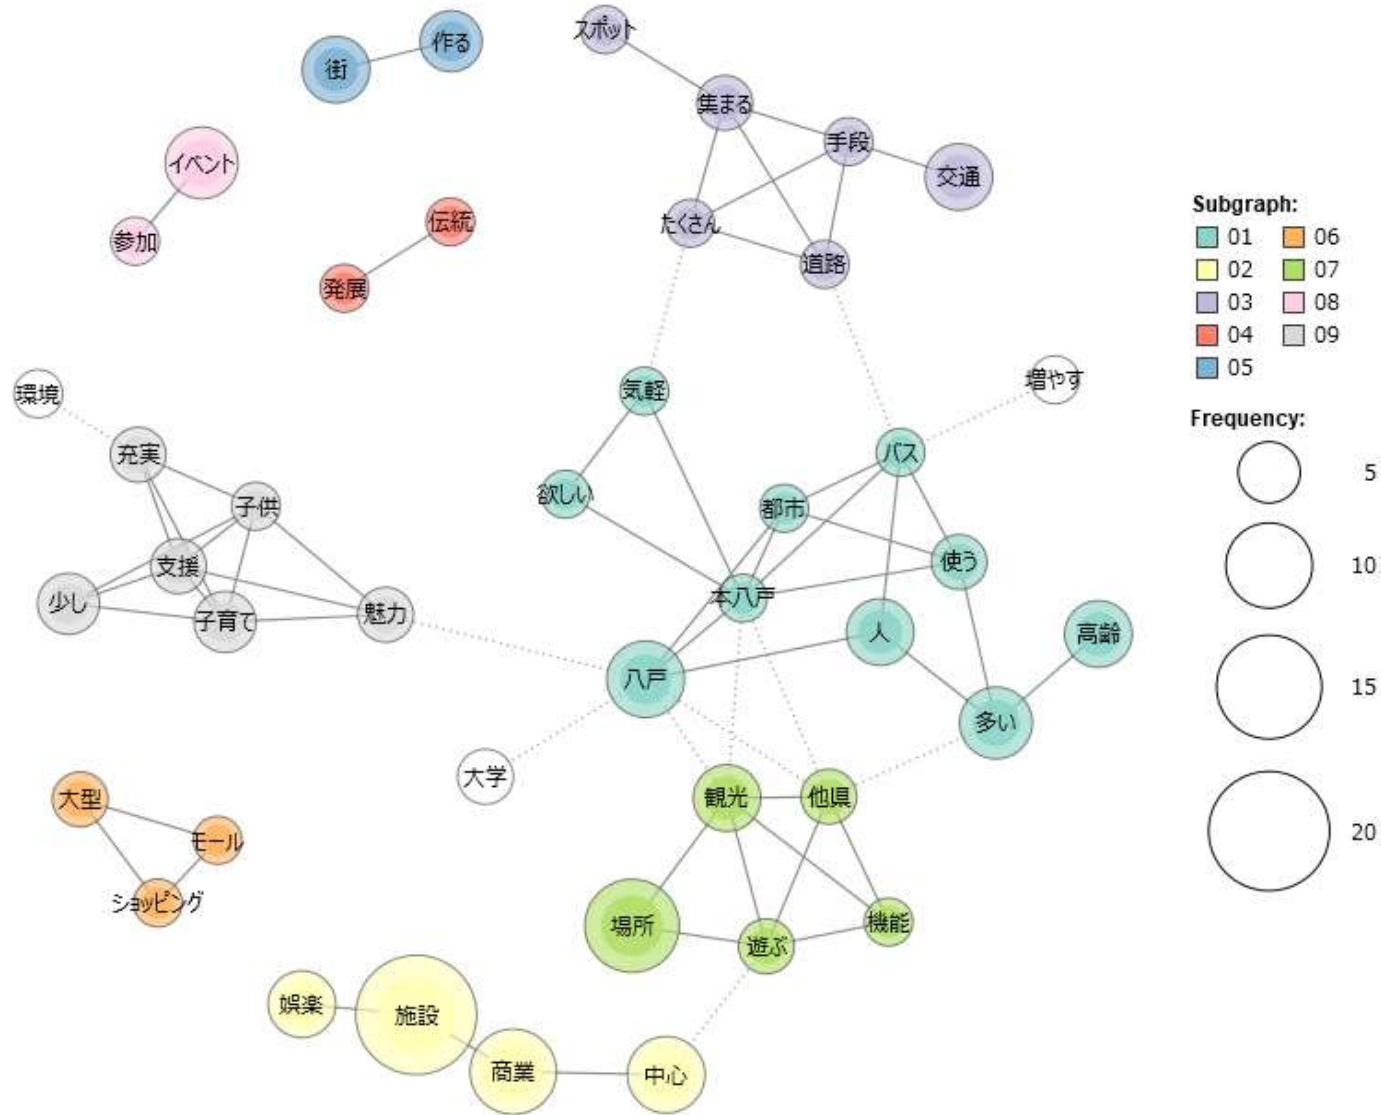 スポット
作る
街
集まる
手段
イベント
交通
伝統
たくさん
参加
道路
発展
Subgraph:
01 06
02 07
03 08
04 09
05
環境
気軽
増やす
Frequency:
充実
バス
5
欲しい
子供
都市
支援
使う
10
少し
本八戸
魅力
子育て
人
高齢
八戸
15
多い
大学
観光
他県
大型
20
モール
ショッピング
場所
機能
遊ぶ
娯楽
施設
商業
中心